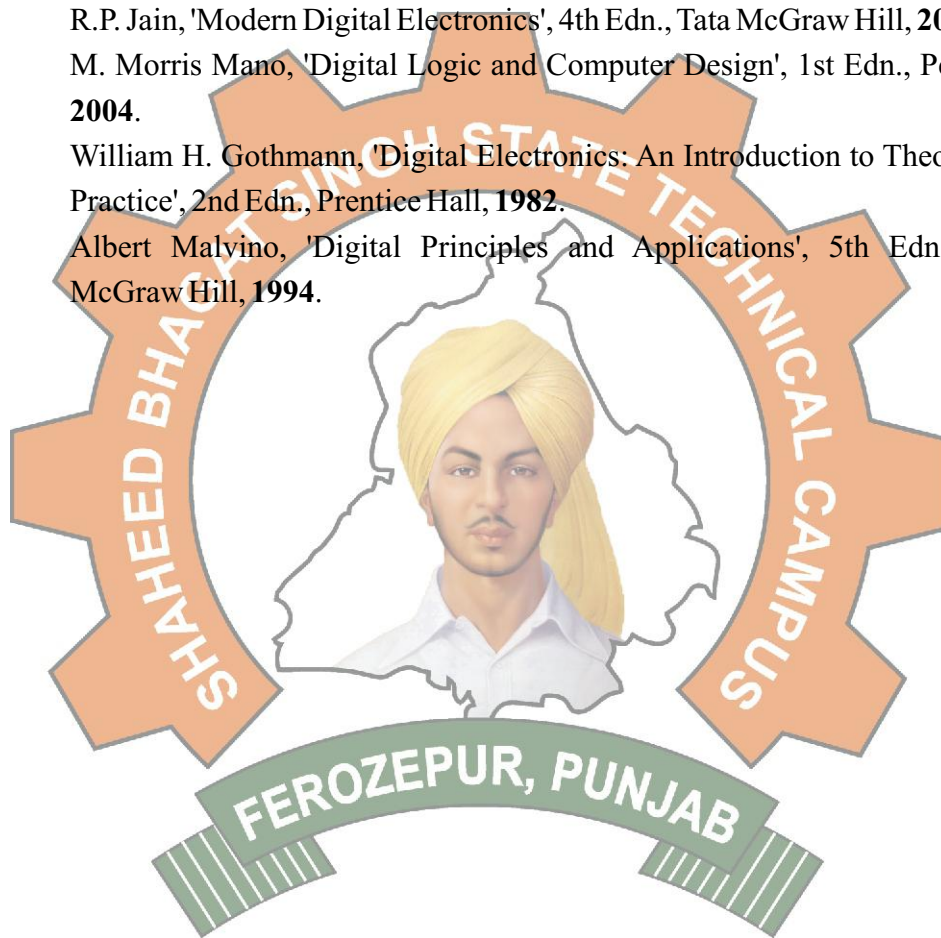 R.P. Jain, 'Modern Digital Electronics', 4th Edn., Tata McGraw Hill,
M. Morris Mano, 'Digital Logic and Computer Design', 1st Edn.,
2004.
William H. Gothmann, 'Digital Electronics: An Introduction to
Practice', 2nd Edn., Prentice Hall, 1982.
Albert Malvino, 'Digital Principles and Applications', 5th Edn
McGraw Hill, 1994.
SHAHEED BHAGAT SINGH STATE TECHNICAL CAMPUS
FEROZEPUR, PUNJAB